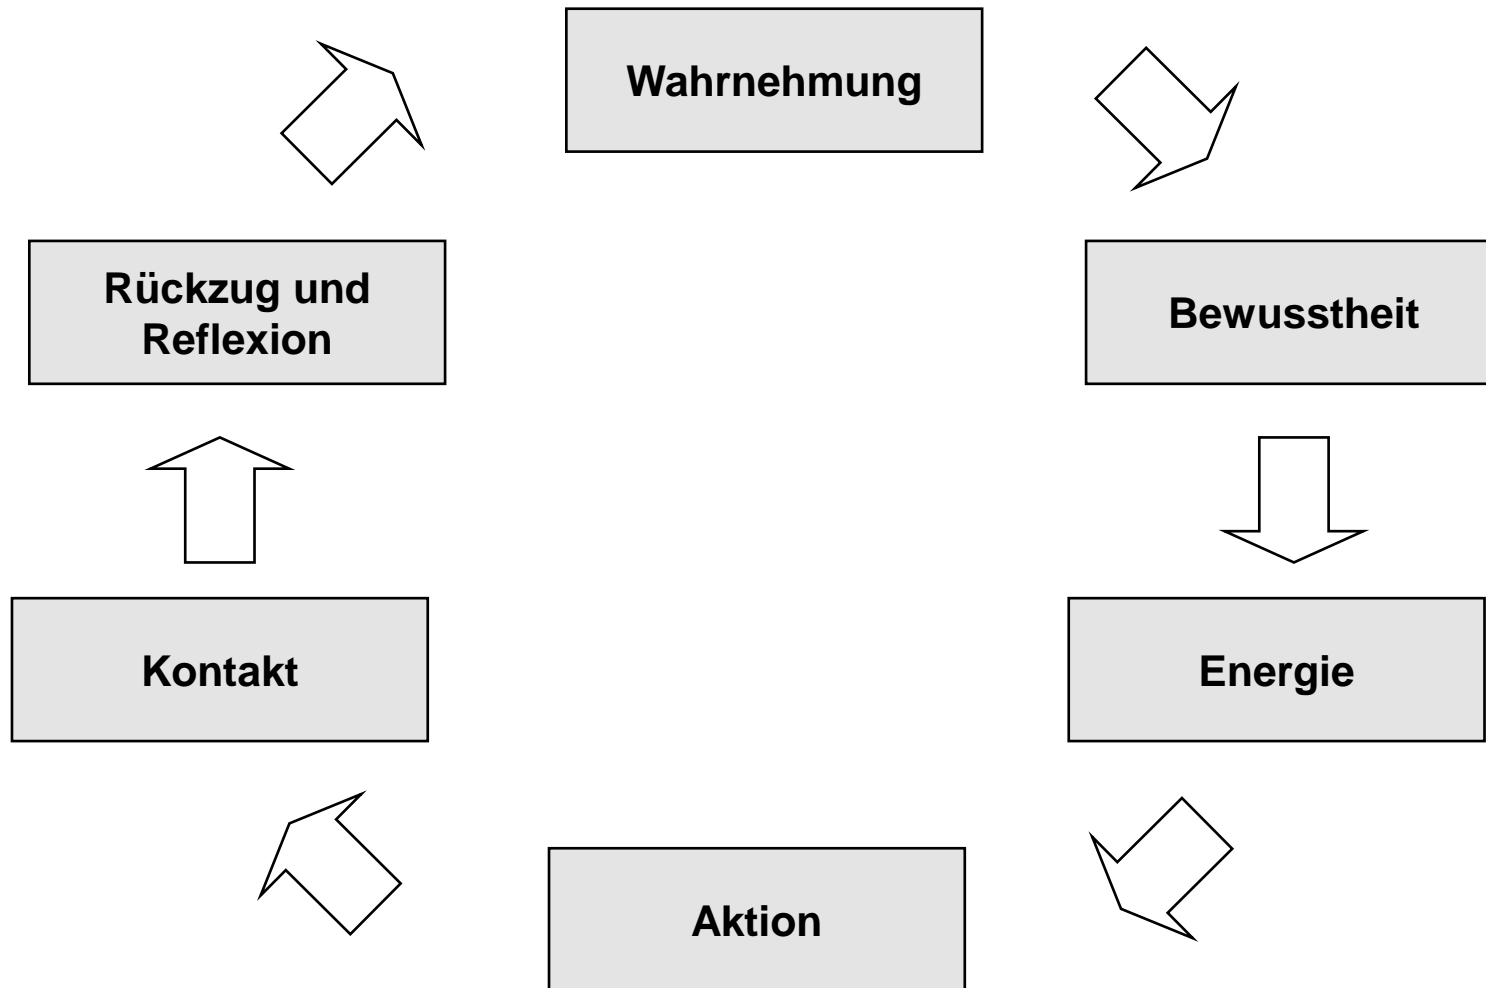 Wahrnehmung
Bewusstheit
Energie
Aktion
Kontakt
Rückzug und
Reflexion